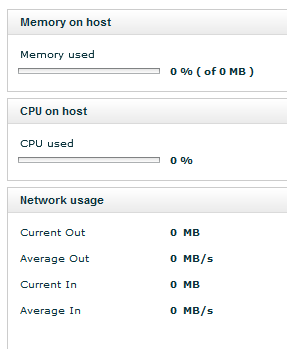 Memory on host
Memory used
0 % ( of 0 MB )
CPU on host
CPU used
0 %
Network usage
Current Out 0 MB
Average Out 0 MB/s
Current In 0 MB
Average In 0 MB/s